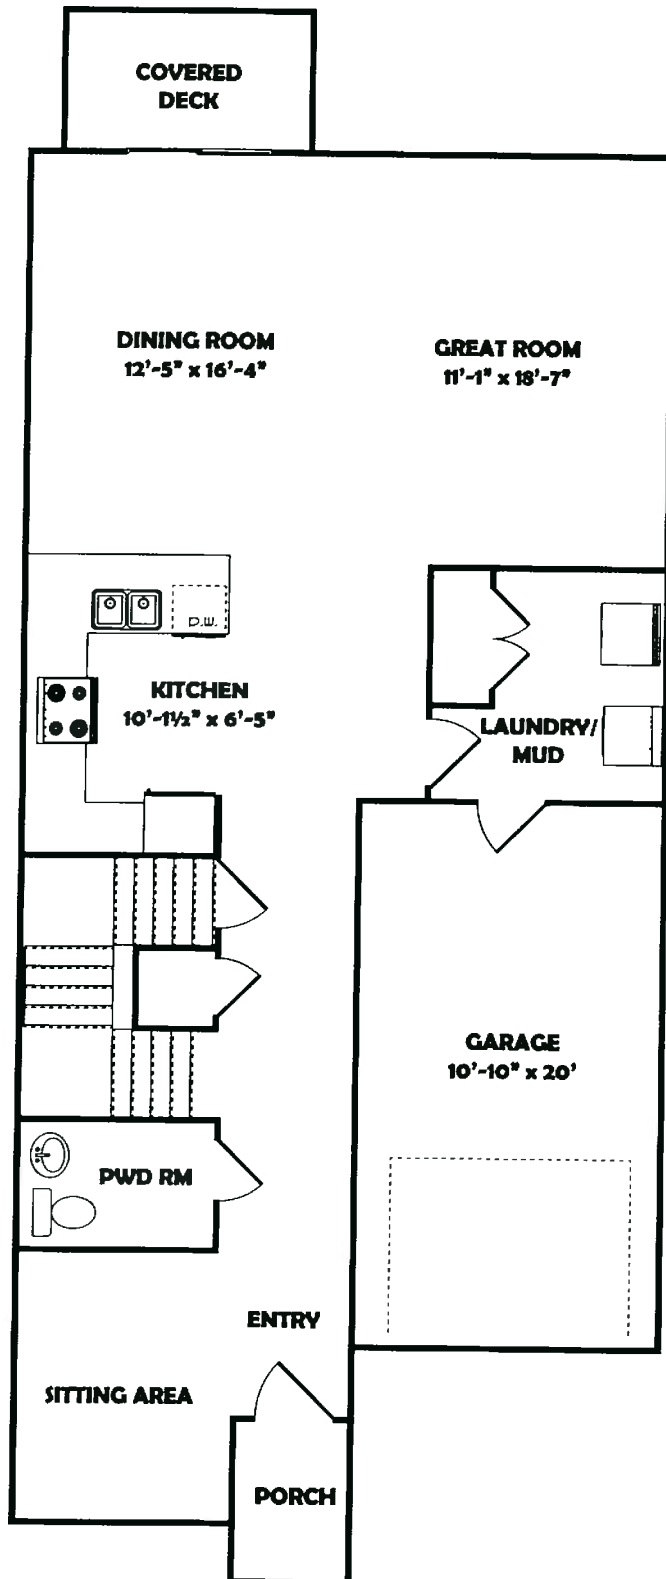 COVERED
DECK
DINING ROOM
12'-5" x 16'-4"
GREAT ROOM
11'-1" x 18'-7"
D.W.
KITCHEN
10'-1½" x 6'-5"
LAUNDRY/
MUD
GARAGE
10'-10" x 20'
PWD RM
ENTRY
SITTING AREA
PORCH